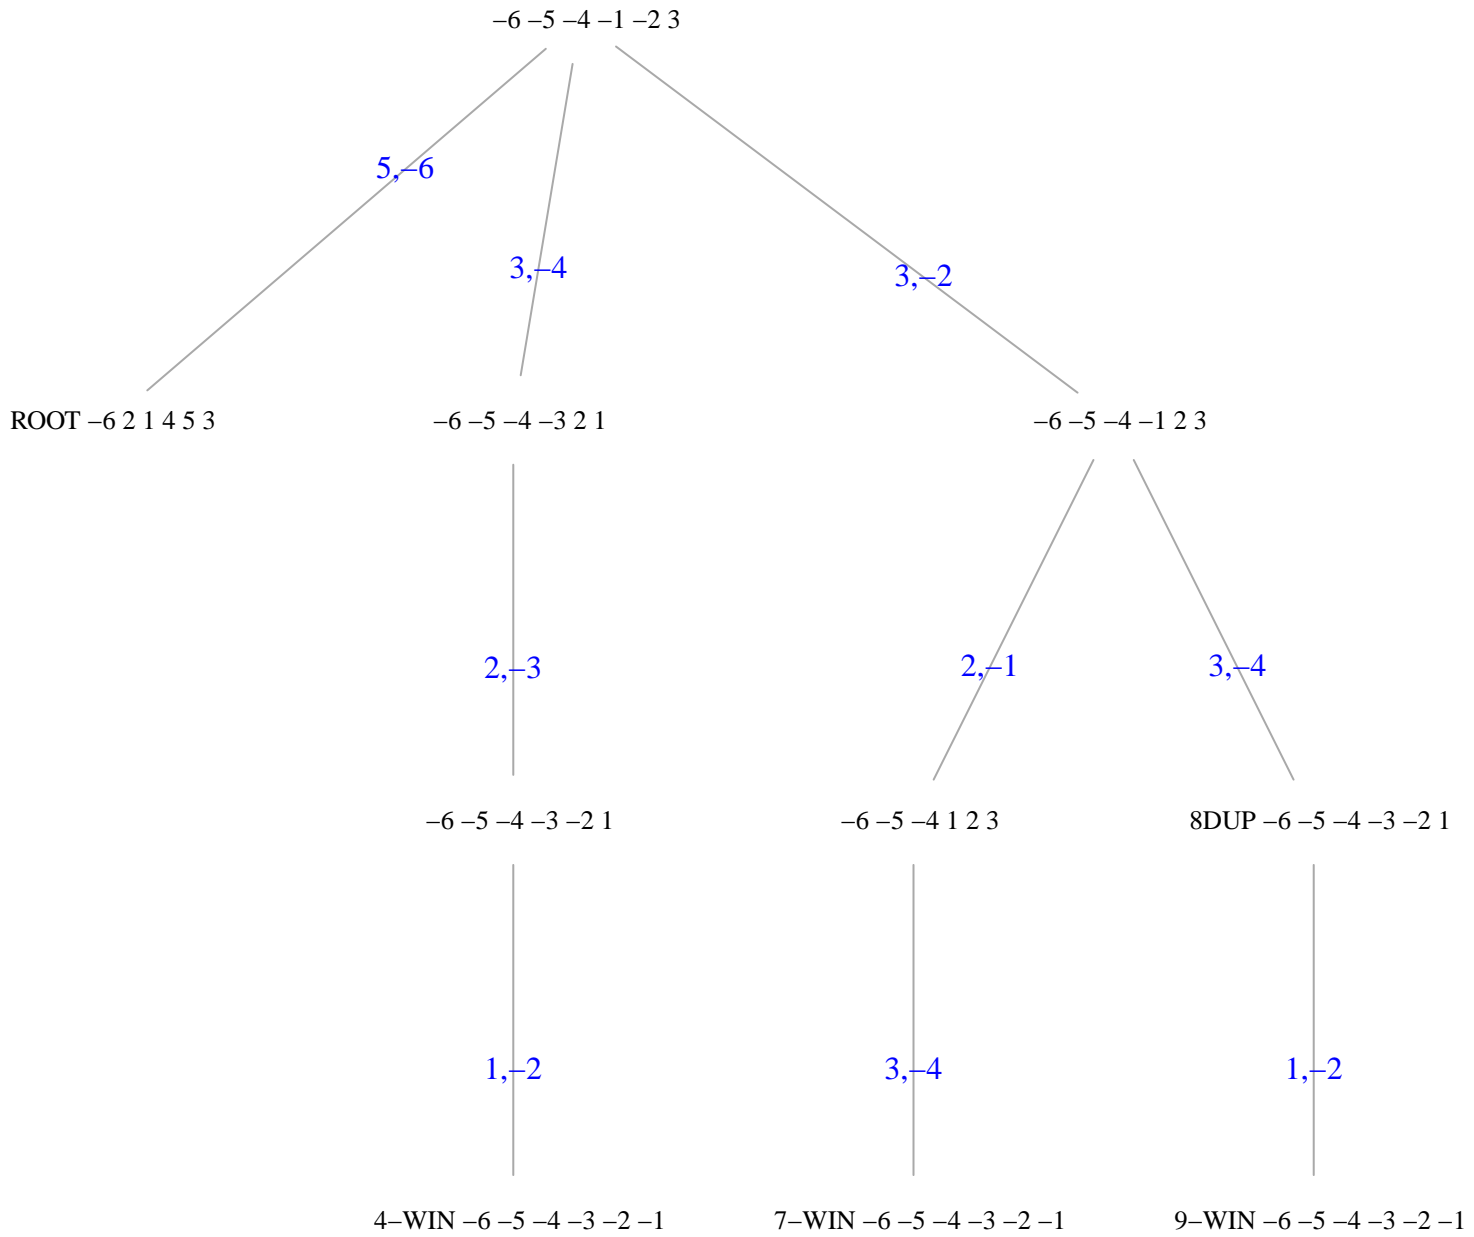 –6 –5 –4 –1 –2 3
5,–6
3,–4
3,–2
ROOT –6 2 1 4 5 3
–6 –5 –4 –3 2 1
–6 –5 –4 –1 2 3
2,–3
2,–1
3,–4
–6 –5 –4 –3 –2 1
–6 –5 –4 1 2 3
8DUP –6 –5 –4 –3 –2 1
1,–2
3,–4
1,–2
4–WIN –6 –5 –4 –3 –2 –1
7–WIN –6 –5 –4 –3 –2 –1
9–WIN –6 –5 –4 –3 –2 –1